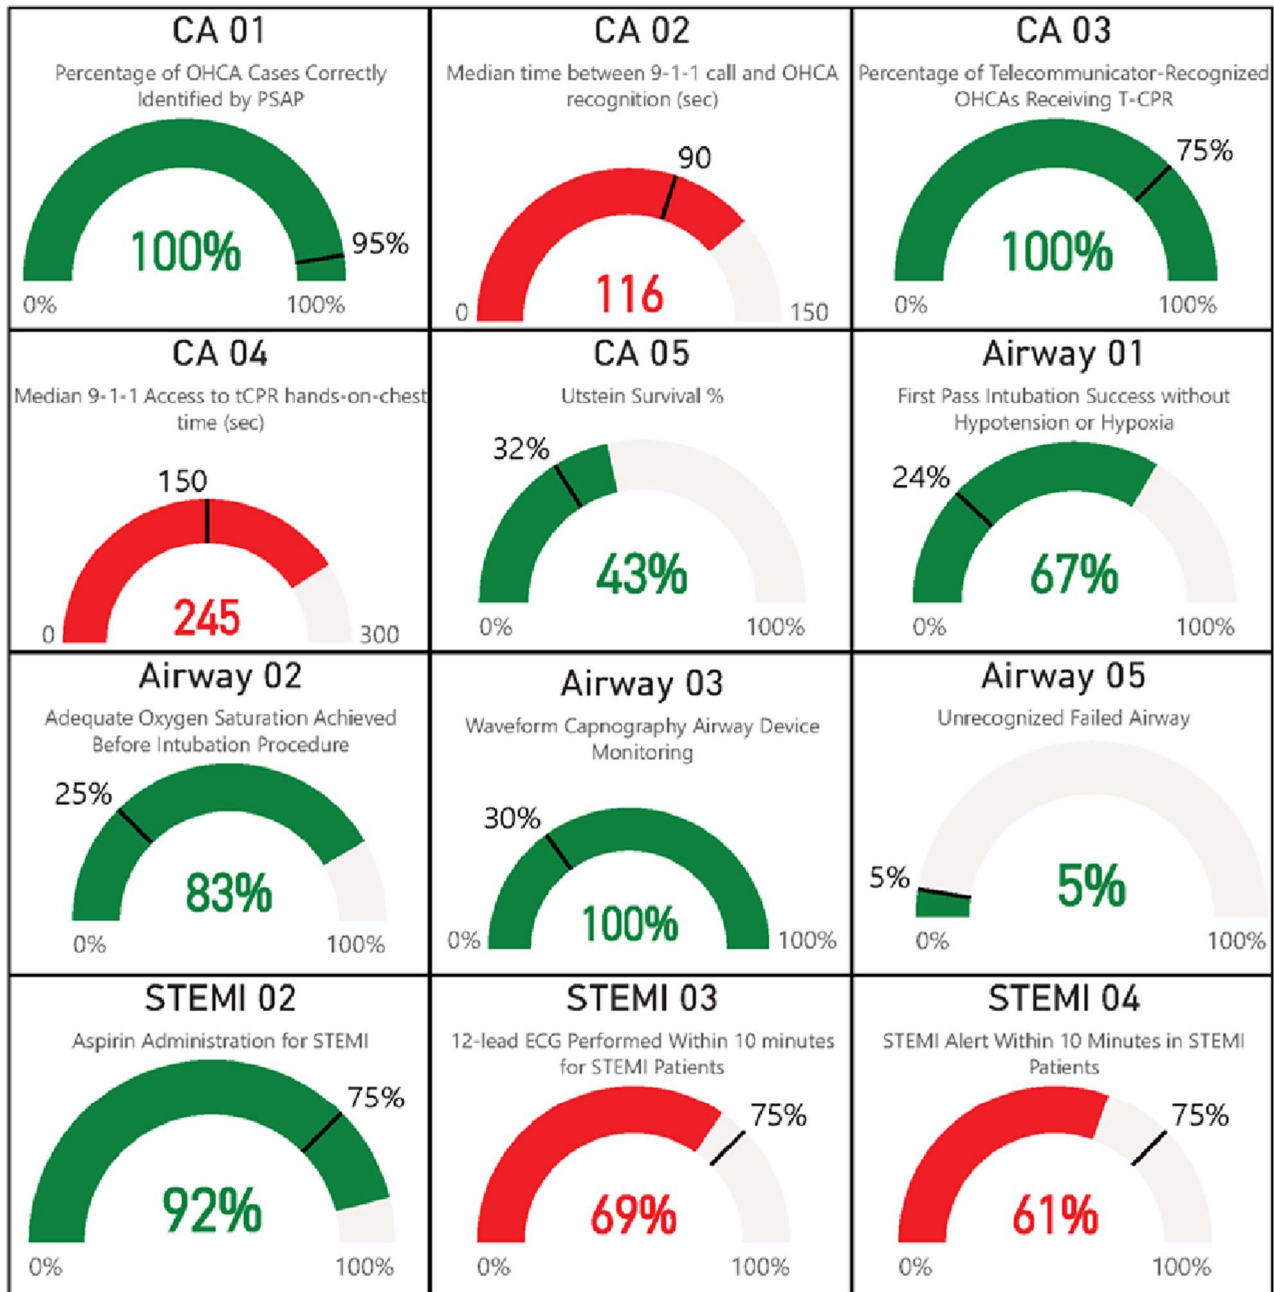 CA 01
Percentage of OHCA Cases Correctly
Identified by PSAP
95%
100%
0%
100%
CA 02
Median time between 9-1-1 call and OHCA
recognition (sec)
90
116
0
150
CA 03
Percentage of Telecommunicator-Recognized
OHCAs Receiving T-CPR
75%
100%
0%
100%
CA 04
Median 9-1-1 Access to tCPR hands-on-chest
time (sec)
150
245
0
300
CA 05
Utstein Survival %
32%
43%
0%
100%
Airway 01
First Pass Intubation Success without
Hypotension or Hypoxia
24%
67%
0%
100%
Airway 02
Adequate Oxygen Saturation Achieved
Before Intubation Procedure
25%
83%
0%
100%
Airway 03
Waveform Capnography Airway Device
Monitoring
30%
100%
0%
100%
Airway 05
Unrecognized Failed Airway
5%
5%
0%
100%
STEMI 02
Aspirin Administration for STEMI
75%
92%
0%
100%
STEMI 03
12-lead ECG Performed Within 10 minutes
for STEMI Patients
75%
69%
0%
100%
STEMI 04
STEMI Alert Within 10 Minutes in STEMI
Patients
75%
61%
0%
100%